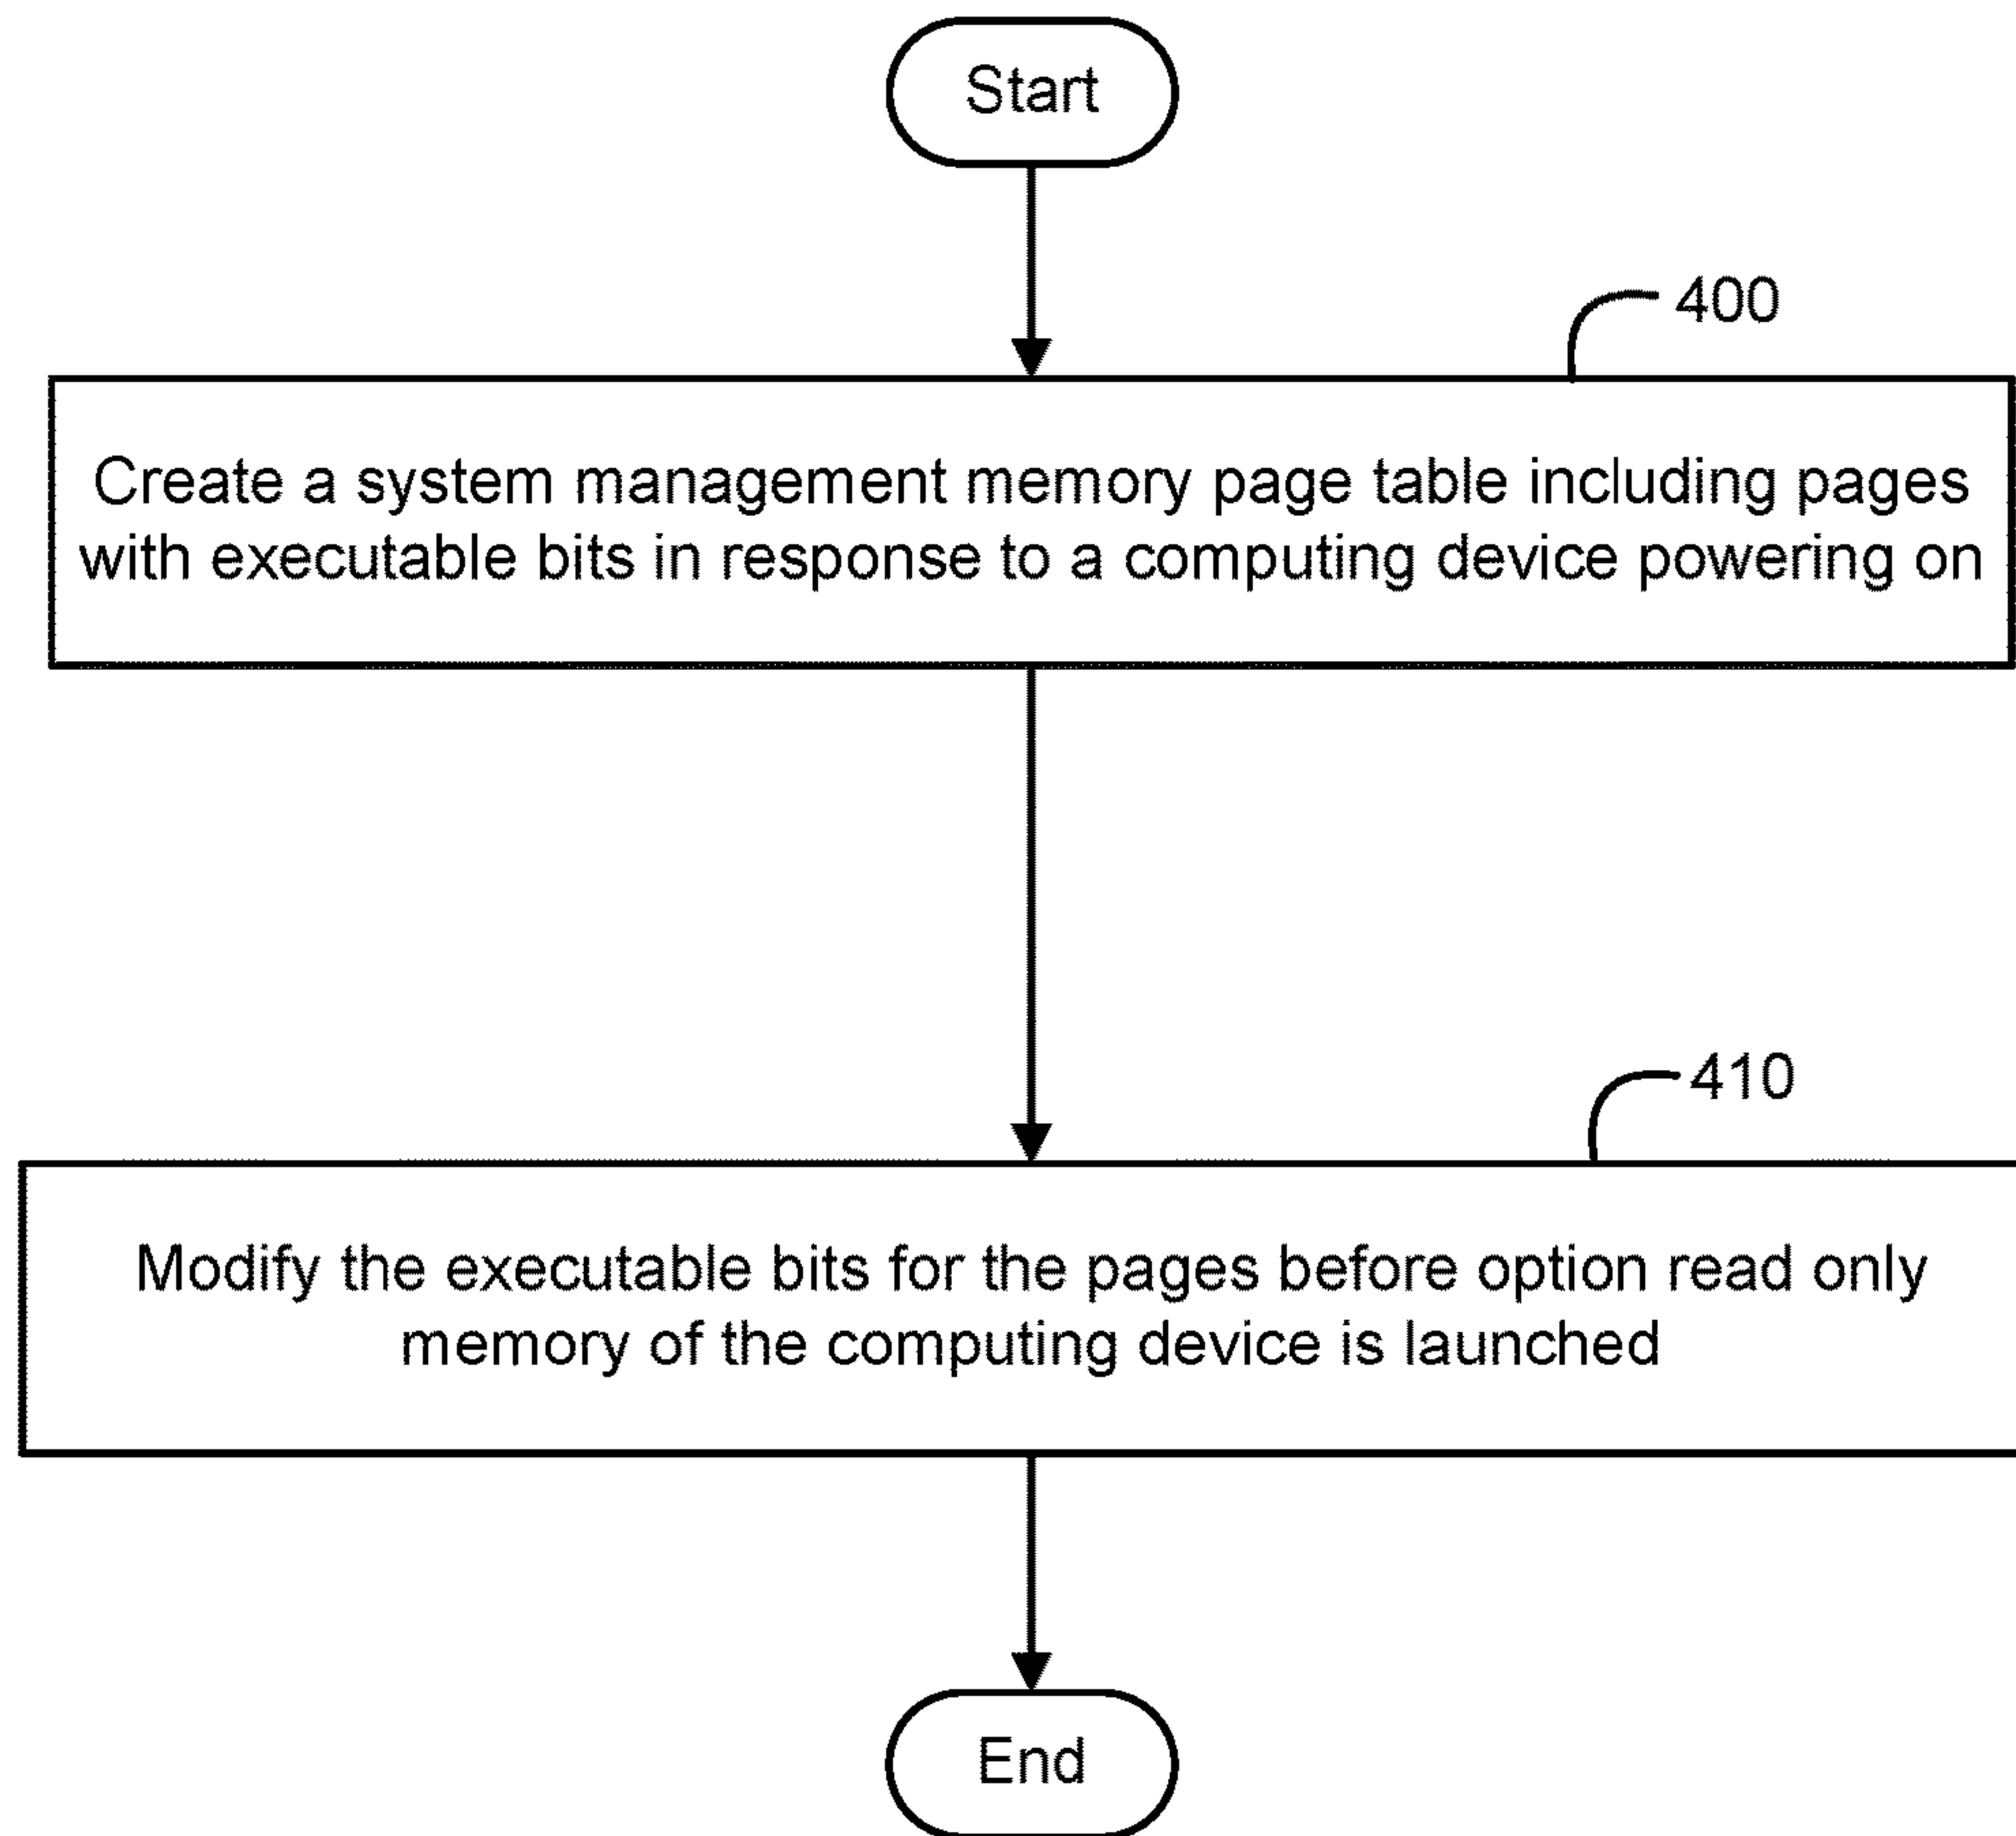 Start
400
Create a system management memory page table including pages
with executable bits in response to a computing device powering on
410
Modify the executable bits for the pages before option read only
memory of the computing device is launched
End